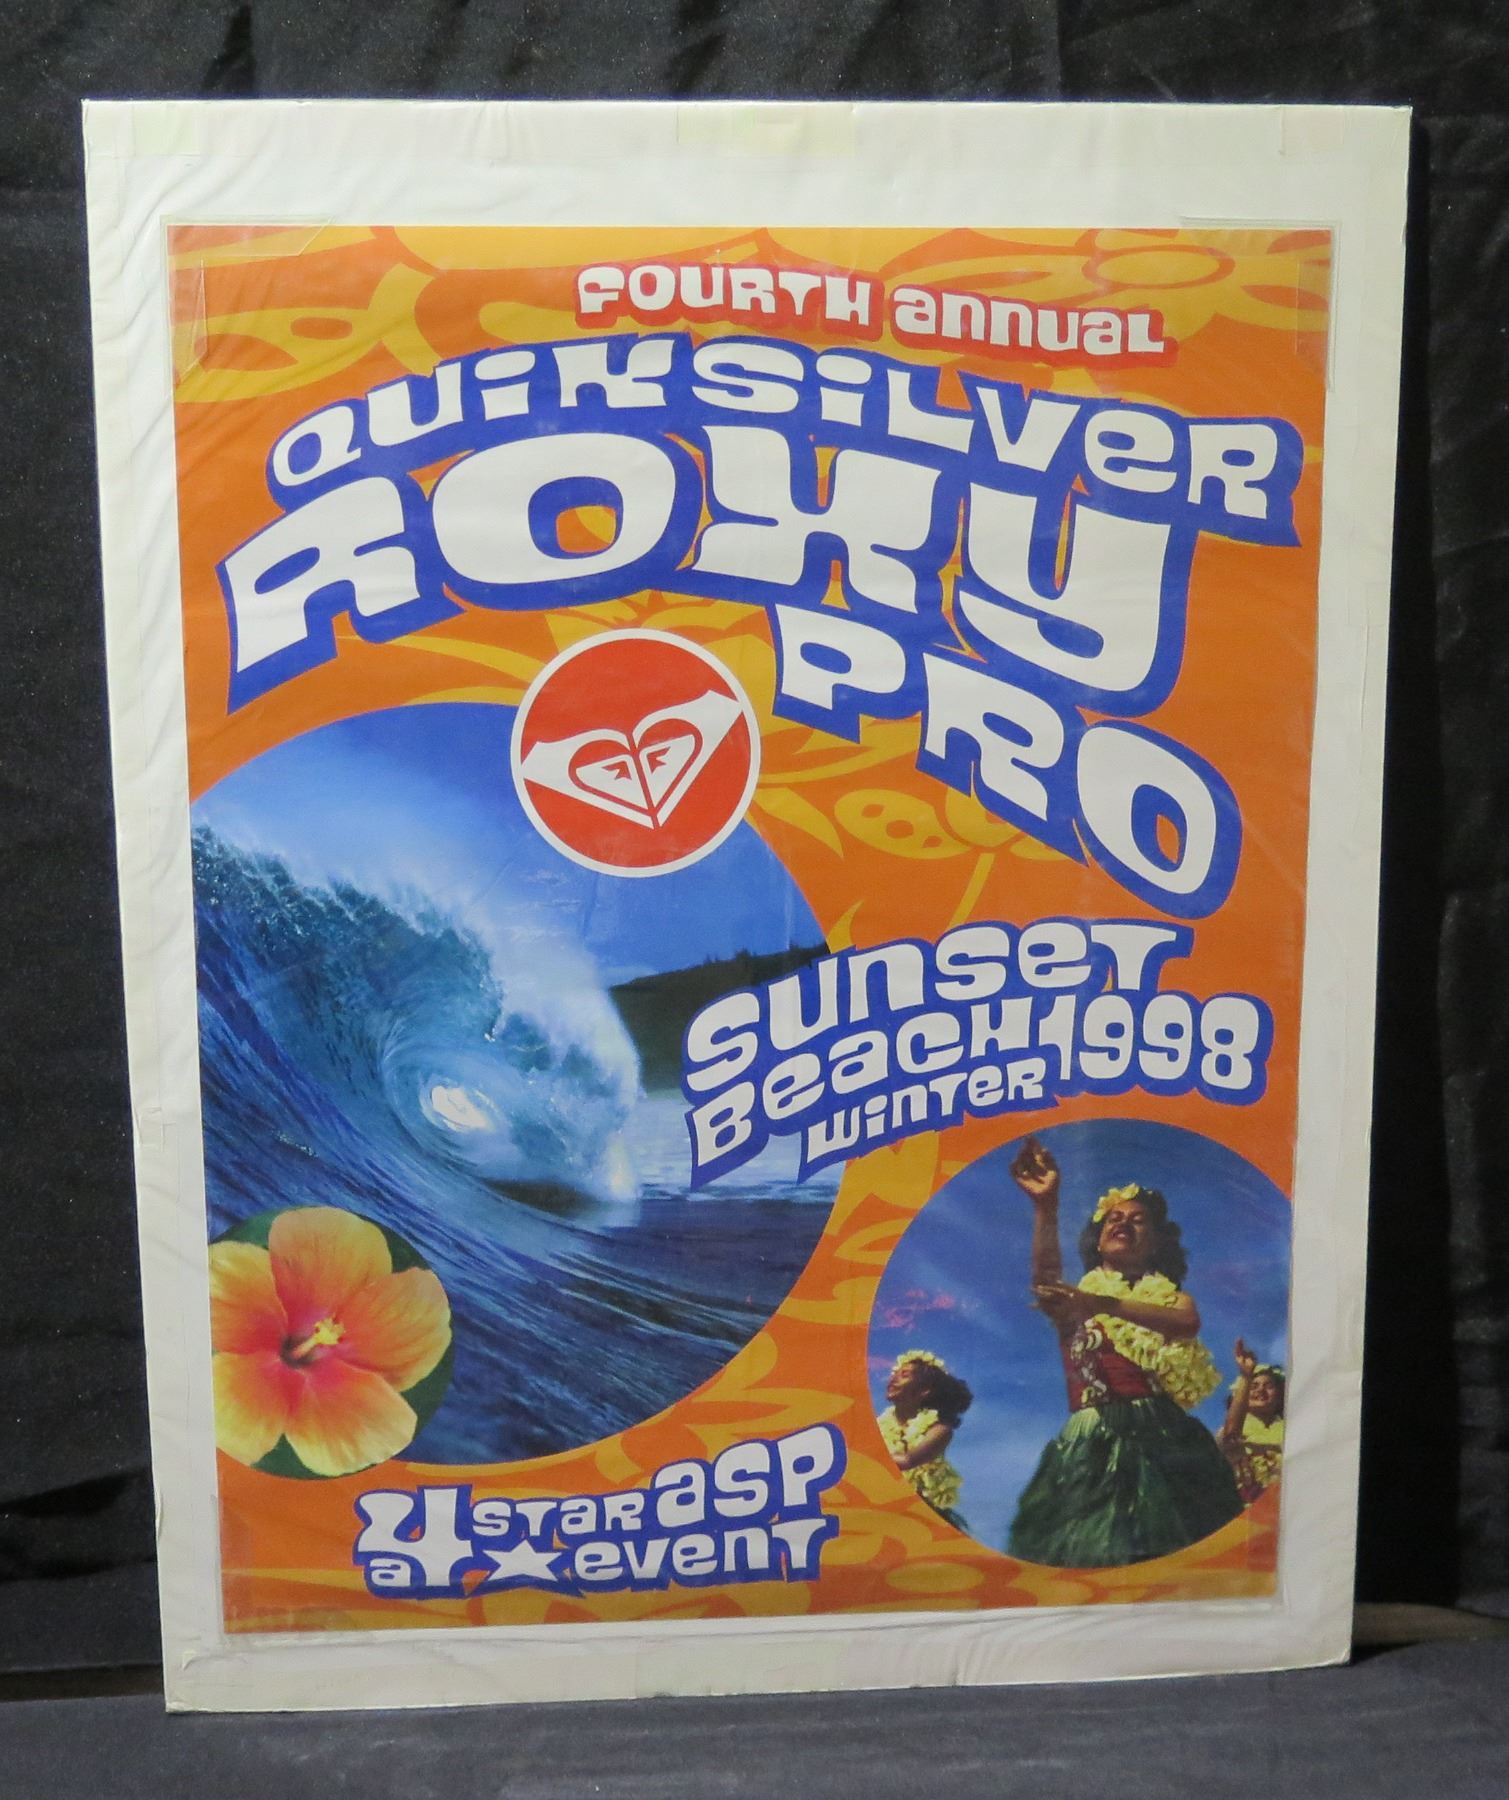 FOURTH annual
QUiKSiLVeR
ROXY
PRO
SUnSeT
BeacH 1998
WinTeR
a 4 STaR aSP
eVenT